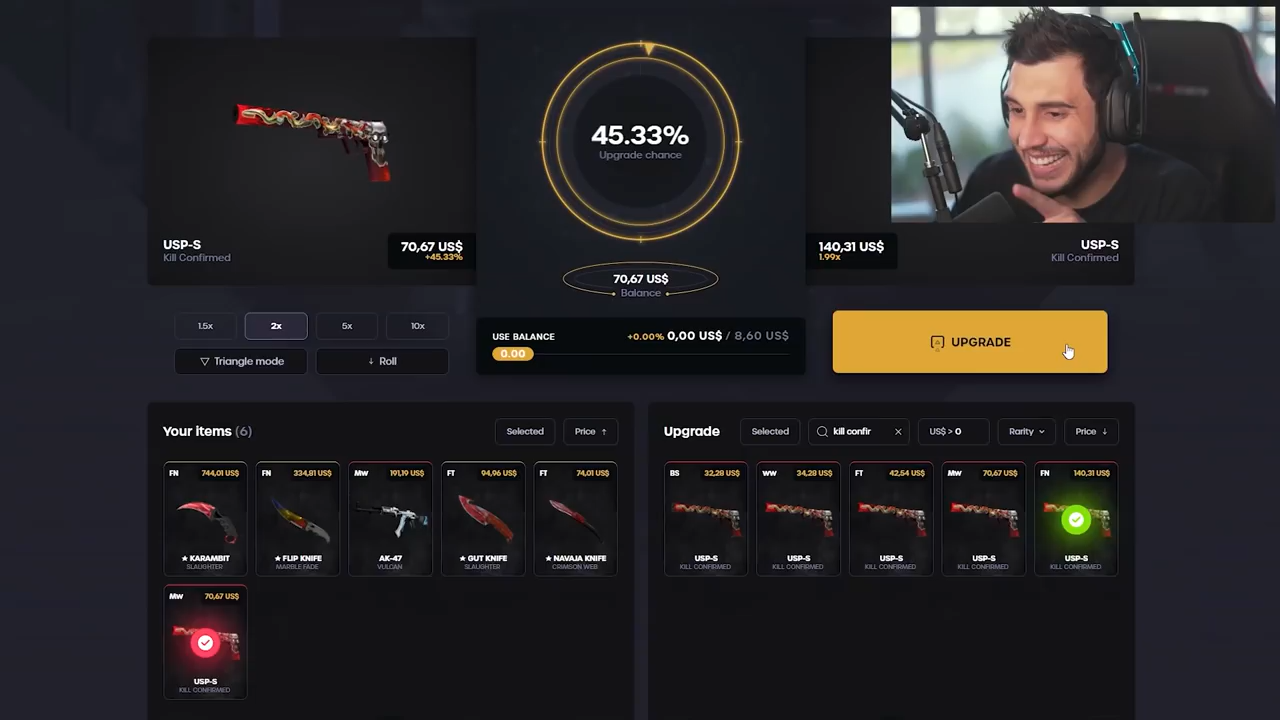 45.33%
Upgrade chance
USP-S
Kill Confirmed
70,67 US$
+45.33%
140,31 US$
1.99x
USP-S
Kill Confirmed
70,67 US$
Balance
1.5x
2x
5x
10x
Triangle mode
Roll
USE BALANCE
+0.00% 0,00 US$ / 8,60 US$
0.00
UPGRADE
Your items (6)
Selected
Price ↑
Upgrade
Selected
kill confir
US$ > 0
Rarity
Price ↓
FN 744,01 US$
★ KARAMBIT
SLAUGHTER
FN 334,81 US$
★ FLIP KNIFE
MARBLE FADE
MW 191,19 US$
AK-47
VULCAN
FT 94,96 US$
★ GUT KNIFE
SLAUGHTER
FT 74,01 US$
★ NAVAJA KNIFE
CRIMSON WEB
MW 70,67 US$
USP-S
KILL CONFIRMED
BS 32,28 US$
USP-S
KILL CONFIRMED
WW 34,28 US$
USP-S
KILL CONFIRMED
FT 42,54 US$
USP-S
KILL CONFIRMED
MW 70,67 US$
USP-S
KILL CONFIRMED
FN 140,31 US$
USP-S
KILL CONFIRMED